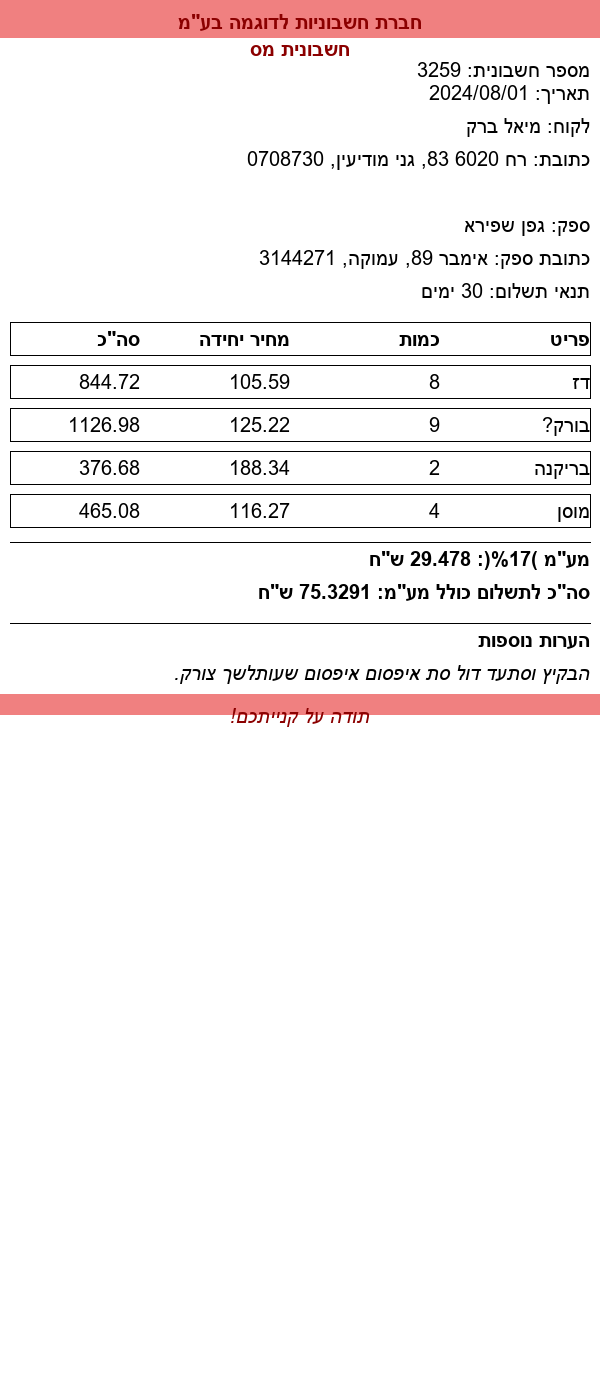 חברת חשבוניות לדוגמה בע"מ
חשבונית מס
מספר חשבונית: 3259
תאריך: 2024/08/01
לקוח: מיאל ברק
כתובת: רח 6020 83, גני מודיעין, 0708730
ספק: גפן שפירא
כתובת ספק: אימבר 89, עמוקה, 3144271
תנאי תשלום: 30 ימים
פריט כמות מחיר יחידה סה"כ
דז 8 105.59 844.72
בורק? 9 125.22 1126.98
בריקנה 2 188.34 376.68
מוסן 4 116.27 465.08
מע"מ )17%(: 29.478 ש"ח
סה"כ לתשלום כולל מע"מ: 75.3291 ש"ח
הערות נוספות
הבקיץ וסתעד דול סת איפסום איפסום שעותלשך צורק.
תודה על קנייתכם!